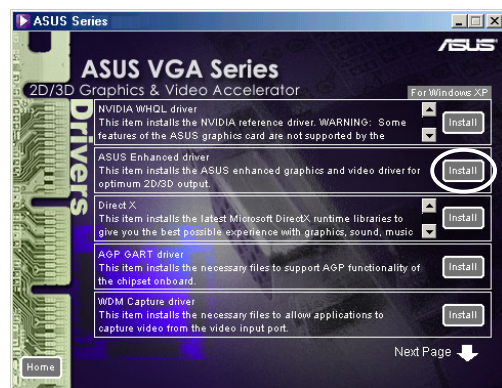 ASUS Series
ASUS
ASUS VGA Series
2D/3D Graphics & Video Accelerator
For Windows XP
Drivers
NVIDIA WHQL driver
This item installs the NVIDIA reference driver. WARNING: Some
features of the ASUS graphics card are not supported by the
Install
ASUS Enhanced driver
This item installs the ASUS enhanced graphics and video driver for
optimum 2D/3D output.
Install
Direct X
This item installs the latest Microsoft DirectX runtime libraries to
give you the best possible experience with graphics, sound, music
Install
AGP GART driver
This item installs the necessary files to support AGP functionality of
the chipset onboard.
Install
WDM Capture driver
This item installs the necessary files to allow applications to
capture video from the video input port.
Install
Next Page
Home